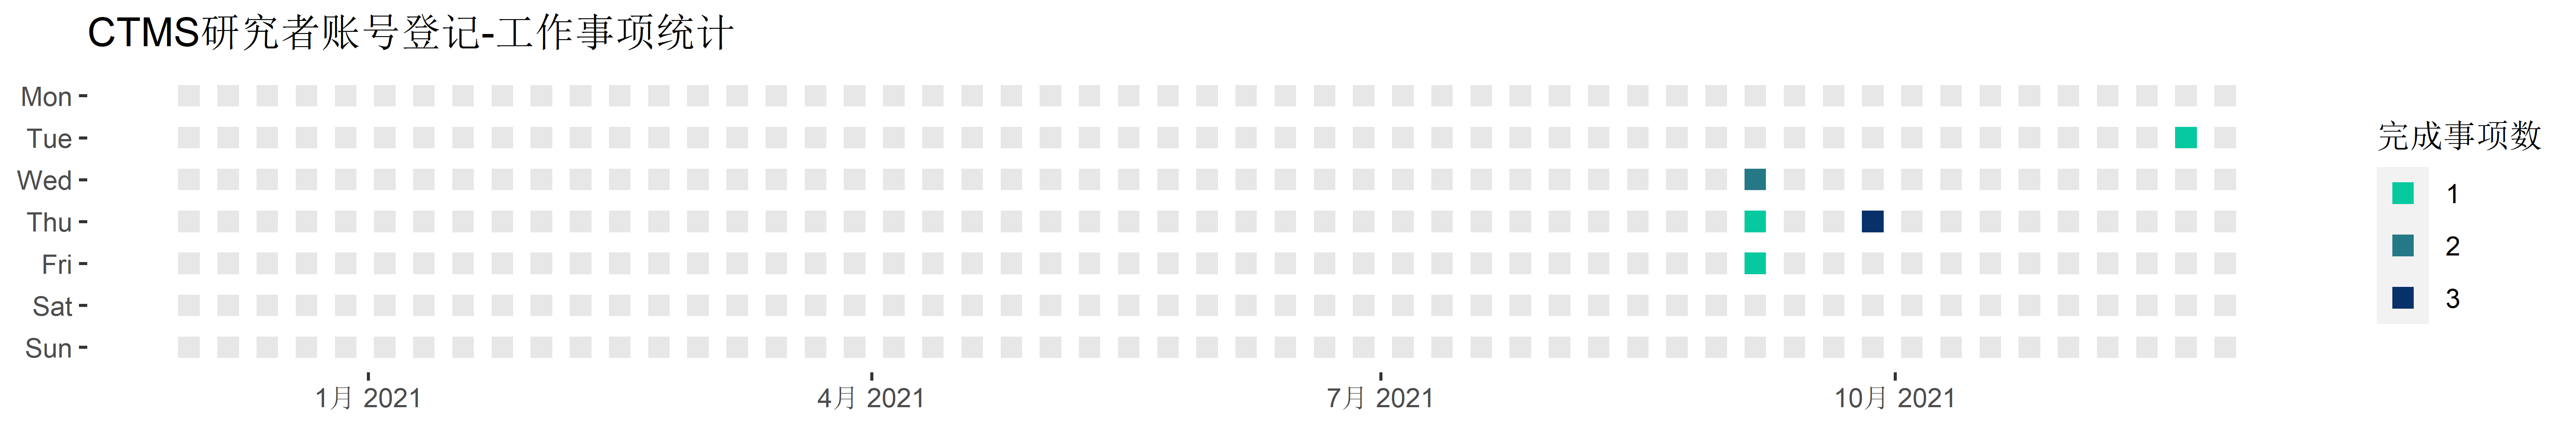 CTMS研究者账号登记-工作事项统计
Mon
Tue
Wed
Thu
Fri
Sat
Sun
1月 2021
4月 2021
7月 2021
10月 2021
完成事项数
1
2
3